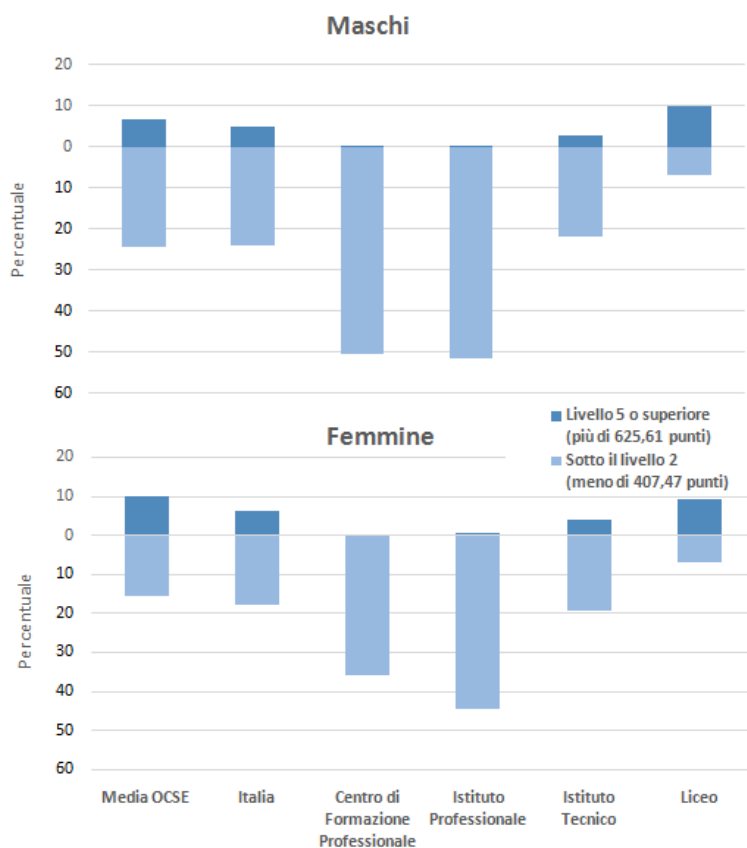 Maschi
20
10
0
10
20
30
40
50
60
Percentuale
Livello 5 o superiore
(più di 625,61 punti)
Sotto il livello 2
(meno di 407,47 punti)
Femmine
20
10
0
10
20
30
40
50
60
Percentuale
Media OCSE
Italia
Centro di
Formazione
Professionale
Istituto
Professionale
Istituto
Tecnico
Liceo